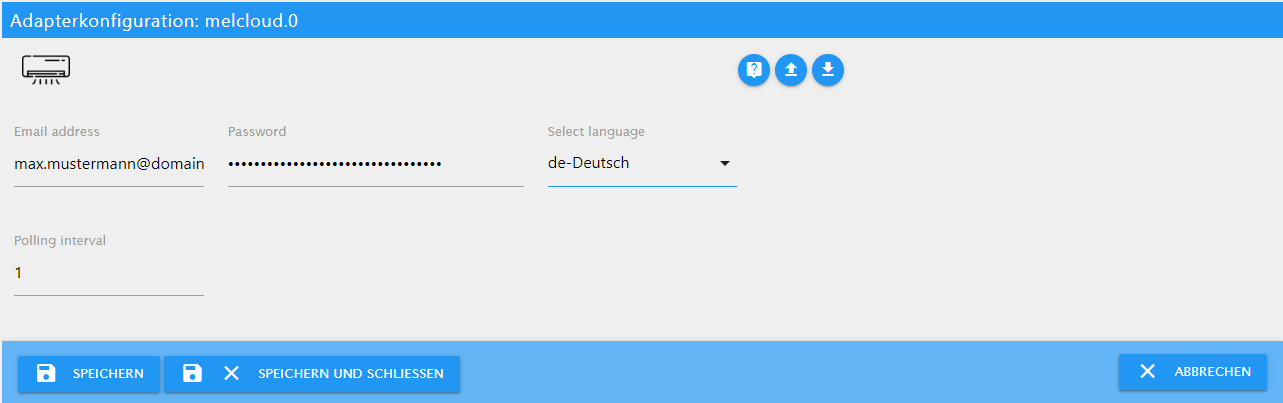 Adapterkonfiguration: melcloud.0
Email address Password Select language
max.mustermann@domain ••••••••••••••••••••••••••••••••• de-Deutsch
Polling interval
1
SPEICHERN SPEICHERN UND SCHLIESSEN ABBRECHEN